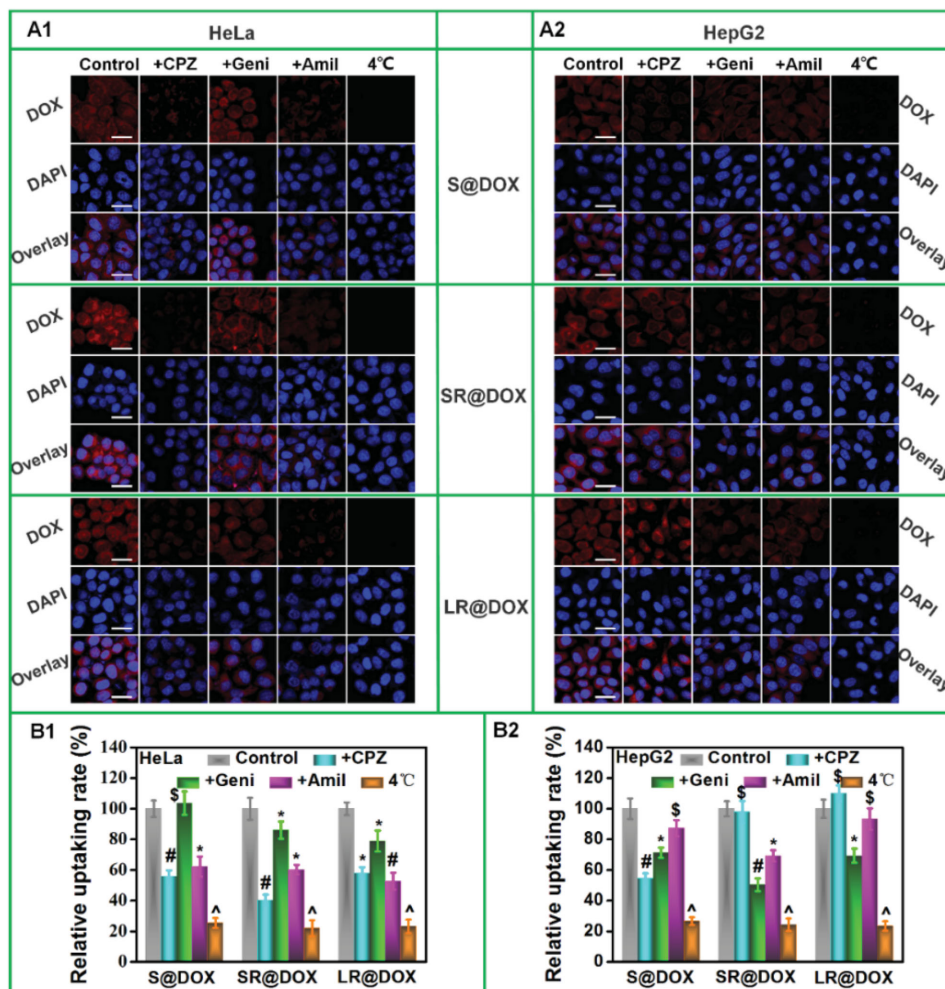 A1
HeLa
Control +CPZ +Geni +Amil 4℃
DOX
DAPI
Overlay
DOX
DAPI
Overlay
DOX
DAPI
Overlay
S@DOX
SR@DOX
LR@DOX
A2
HepG2
Control +CPZ +Geni +Amil 4℃
DOX
DAPI
Overlay
DOX
DAPI
Overlay
DOX
DAPI
Overlay
B1
Relative uptaking rate (%)
140
120
100
80
60
40
20
0
HeLa Control +CPZ
+Geni +Amil 4℃
# $ * ^
# * * ^
* * # ^
S@DOX SR@DOX LR@DOX
B2
Relative uptaking rate (%)
140
120
100
80
60
40
20
0
HepG2 Control +CPZ
+Geni +Amil 4℃
# * $ ^
$ # * ^
$ * $ ^
S@DOX SR@DOX LR@DOX